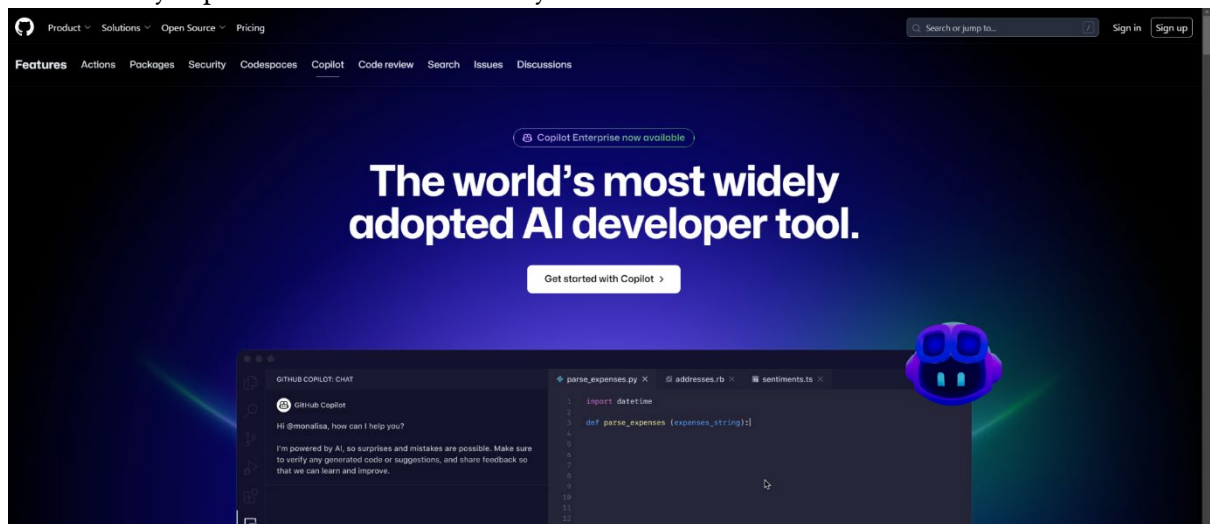 Product Solutions Open Source Pricing
Search or jump to... /
Sign in Sign up
Features Actions Packages Security Codespaces Copilot Code review Search Issues Discussions
Copilot Enterprise now available
The world's most widely
adopted AI developer tool.
Get started with Copilot >
GITHUB COPILOT: CHAT
GitHub Copilot
Hi @monalisa, how can I help you?
I'm powered by AI, so surprises and mistakes are possible. Make sure
to verify any generated code or suggestions, and share feedback so
that we can learn and improve.
parse_expenses.py × addresses.rb × sentiments.ts ×
1 import datetime
2
3 def parse_expenses (expenses_string):
4
5
6
7
8
9
10
11
12